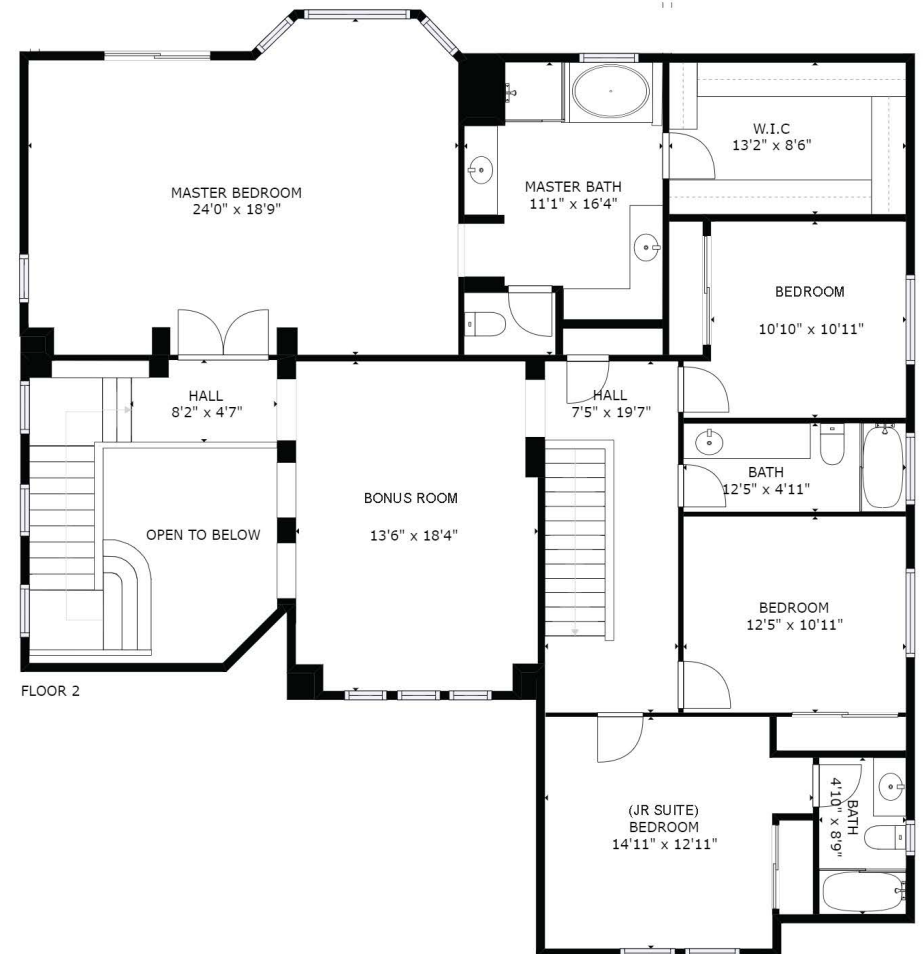 W.I.C
13'2" x 8'6"
MASTER BEDROOM
24'0" x 18'9"
MASTER BATH
11'1" x 16'4"
BEDROOM
10'10" x 10'11"
HALL
8'2" x 4'7"
HALL
7'5" x 19'7"
BATH
12'5" x 4'11"
BONUS ROOM
13'6" x 18'4"
OPEN TO BELOW
BEDROOM
12'5" x 10'11"
FLOOR 2
(JR SUITE)
BEDROOM
14'11" x 12'11"
BATH
4'10" x 8'9"